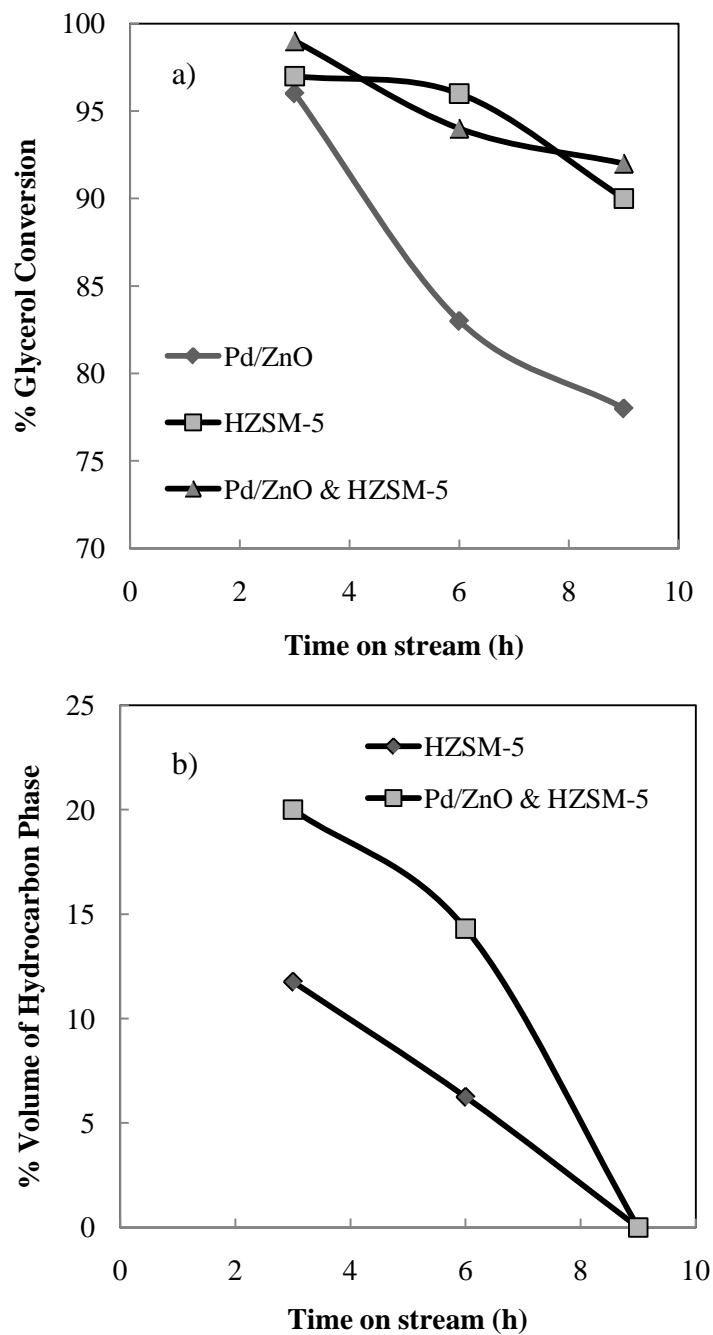 100
a)
95
90
85
80
75
70
% Glycerol Conversion
Pd/ZnO
HZSM-5
Pd/ZnO & HZSM-5
0 2 4 6 8 10
Time on stream (h)
25
b)
20
15
10
5
0
% Volume of Hydrocarbon Phase
HZSM-5
Pd/ZnO & HZSM-5
0 2 4 6 8 10
Time on stream (h)